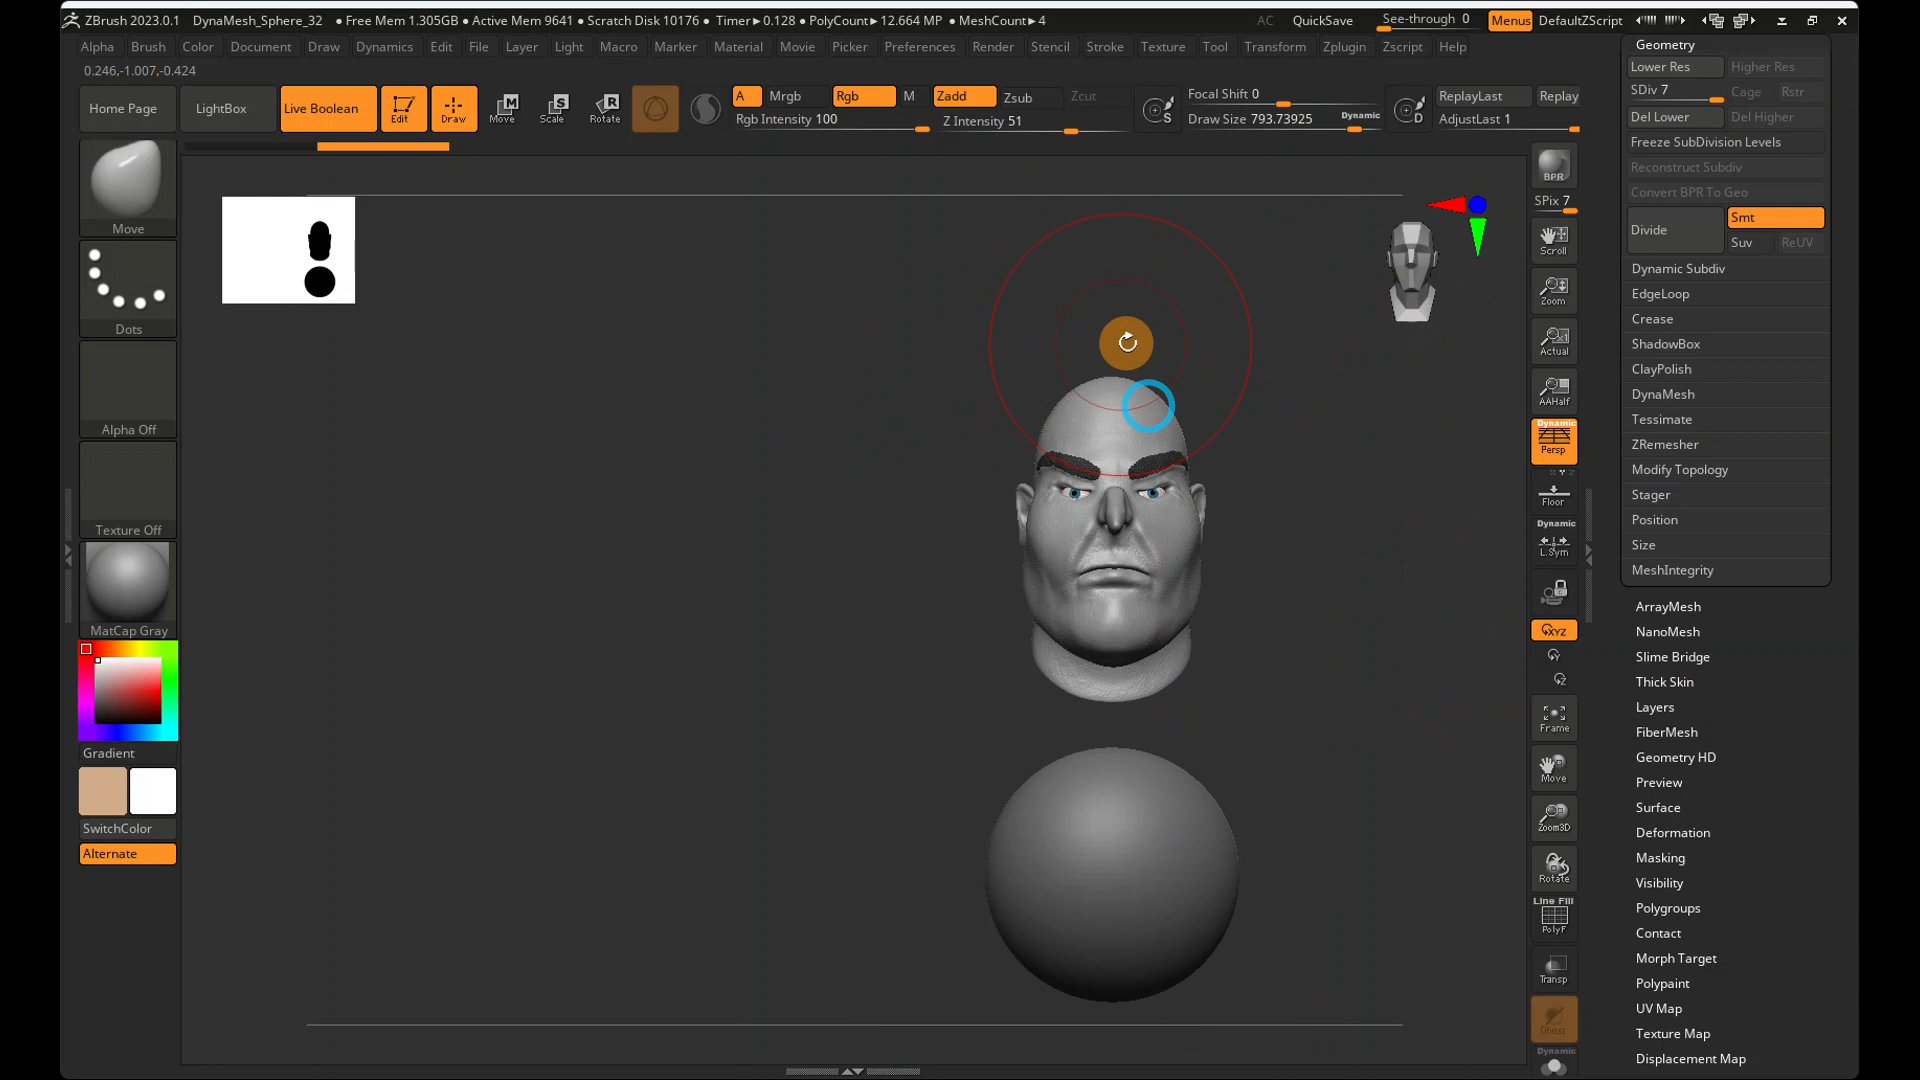 ZBrush 2023.0.1 DynaMesh_Sphere_32 ● Free Mem 1.305GB ● Active Mem 9641 ● Scratch Disk 10176 ● Timer►0.128 ● PolyCount►12.664 MP ● MeshCount►4 AC QuickSave See-through 0 Menus DefaultZScript
Alpha Brush Color Document Draw Dynamics Edit File Layer Light Macro Marker Material Movie Picker Preferences Render Stencil Stroke Texture Tool Transform Zplugin Zscript Help
0.246,-1.007,-0.424
Home Page LightBox Live Boolean Edit Draw Move Scale Rotate
A Mrgb Rgb M Zadd Zsub Zcut
Rgb Intensity 100 Z Intensity 51
S Focal Shift 0
Draw Size 793.73925 Dynamic
D ReplayLast Replay
AdjustLast 1
Move
Dots
Alpha Off
Texture Off
MatCap Gray
Gradient
SwitchColor
Alternate
BPR
SPix 7
Scroll
Zoom
Actual
AAHalf
Dynamic
Persp
Floor
Dynamic
L.Sym
XYZ
Y
Z
Frame
Move
Zoom3D
Rotate
Line Fill
PolyF
Transp
Ghost
Dynamic
Geometry
Lower Res Higher Res
SDiv 7 Cage Rstr
Del Lower Del Higher
Freeze SubDivision Levels
Reconstruct Subdiv
Convert BPR To Geo
Divide Smt
Suv ReUV
Dynamic Subdiv
EdgeLoop
Crease
ShadowBox
ClayPolish
DynaMesh
Tessimate
ZRemesher
Modify Topology
Stager
Position
Size
MeshIntegrity
ArrayMesh
NanoMesh
Slime Bridge
Thick Skin
Layers
FiberMesh
Geometry HD
Preview
Surface
Deformation
Masking
Visibility
Polygroups
Contact
Morph Target
Polypaint
UV Map
Texture Map
Displacement Map